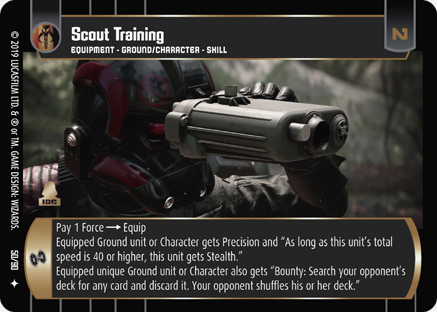 Scout Training
EQUIPMENT - GROUND/CHARACTER - SKILL
N
© 2019 LUCASFILM LTD. & ® or TM. GAME DESIGN: WIZARDS.
50/90
IDC
Pay 1 Force → Equip
Equipped Ground unit or Character gets Precision and "As long as this unit's total
speed is 40 or higher, this unit gets Stealth."
Equipped unique Ground unit or Character also gets "Bounty: Search your opponent's
deck for any card and discard it. Your opponent shuffles his or her deck."